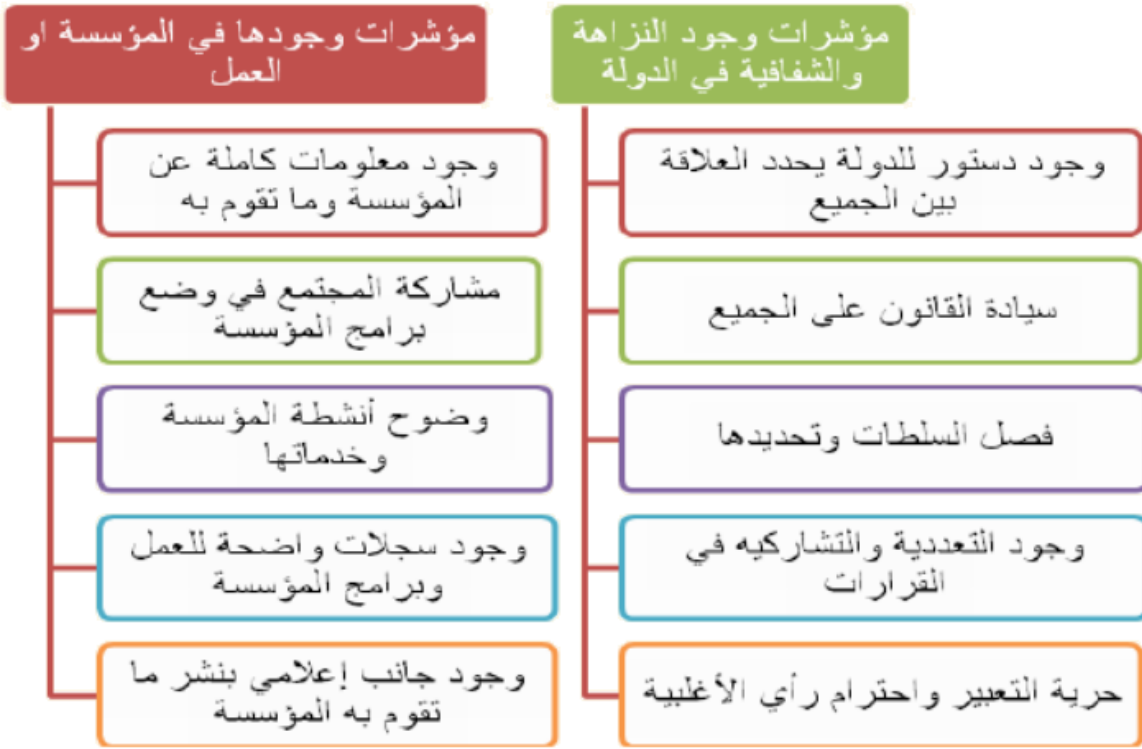 مؤشرات وجود النزاهة
والشفافية في الدولة
وجود دستور للدولة يحدد العلاقة
بين الجميع
سيادة القانون على الجميع
فصل السلطات وتحديدها
وجود التعددية والتشاركيه في
القرارات
حرية التعبير واحترام رأي الأغلبية
مؤشرات وجودها في المؤسسة او
العمل
وجود معلومات كاملة عن
المؤسسة وما تقوم به
مشاركة المجتمع في وضع
برامج المؤسسة
وضوح أنشطة المؤسسة
وخدماتها
وجود سجلات واضحة للعمل
وبرامج المؤسسة
وجود جانب إعلامي بنشر ما
تقوم به المؤسسة